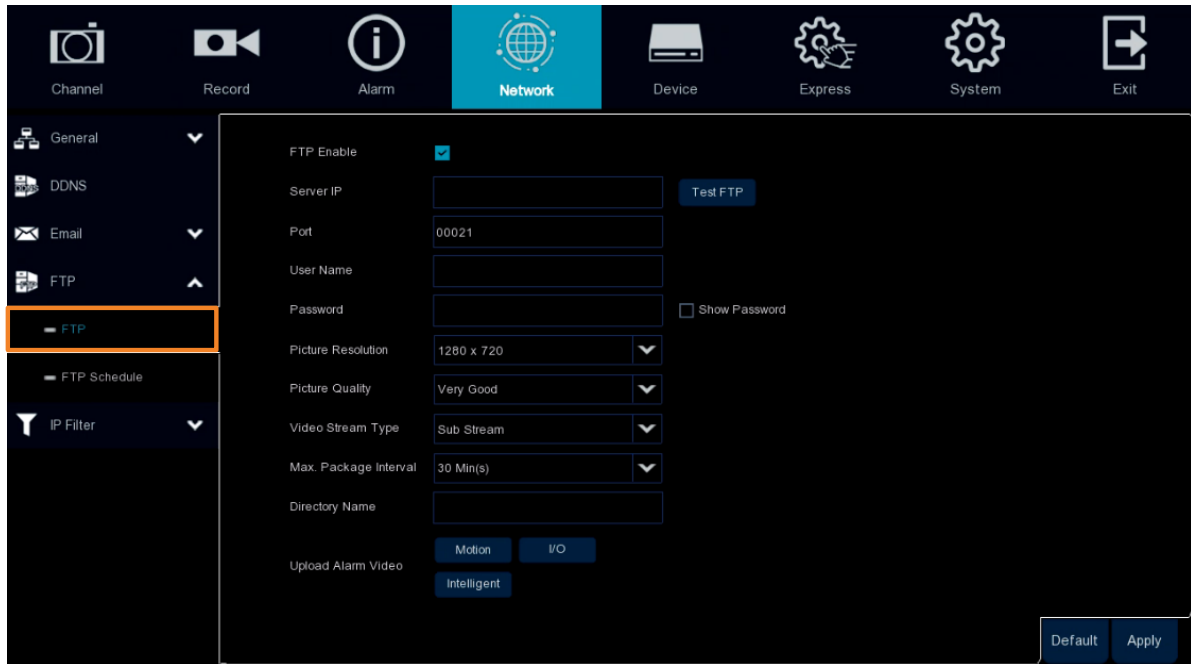 Channel
Record
Alarm
Network
Device
Express
System
Exit
General
DDNS
Email
FTP
FTP
FTP Schedule
IP Filter
FTP Enable
Server IP
Test FTP
Port
00021
User Name
Password
Show Password
Picture Resolution
1280 x 720
Picture Quality
Very Good
Video Stream Type
Sub Stream
Max. Package Interval
30 Min(s)
Directory Name
Upload Alarm Video
Motion
I/O
Intelligent
Default
Apply